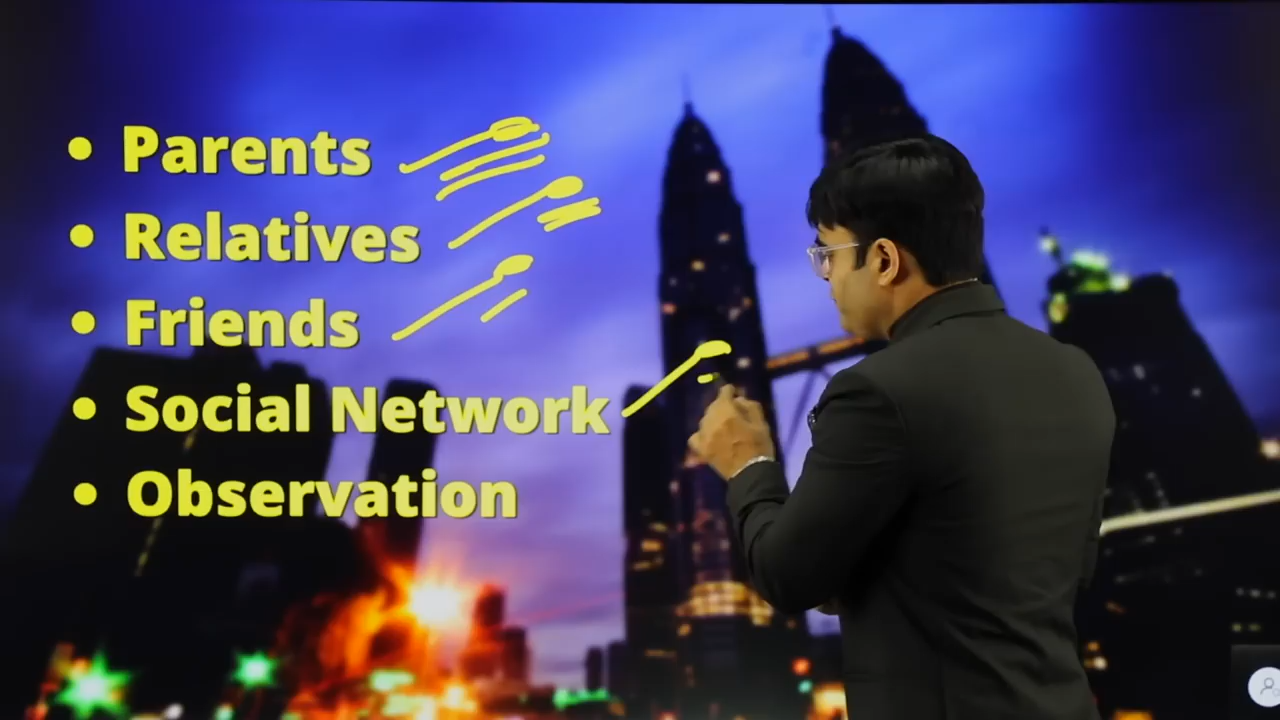 • Parents
• Relatives
• Friends
• Social Network
• Observation